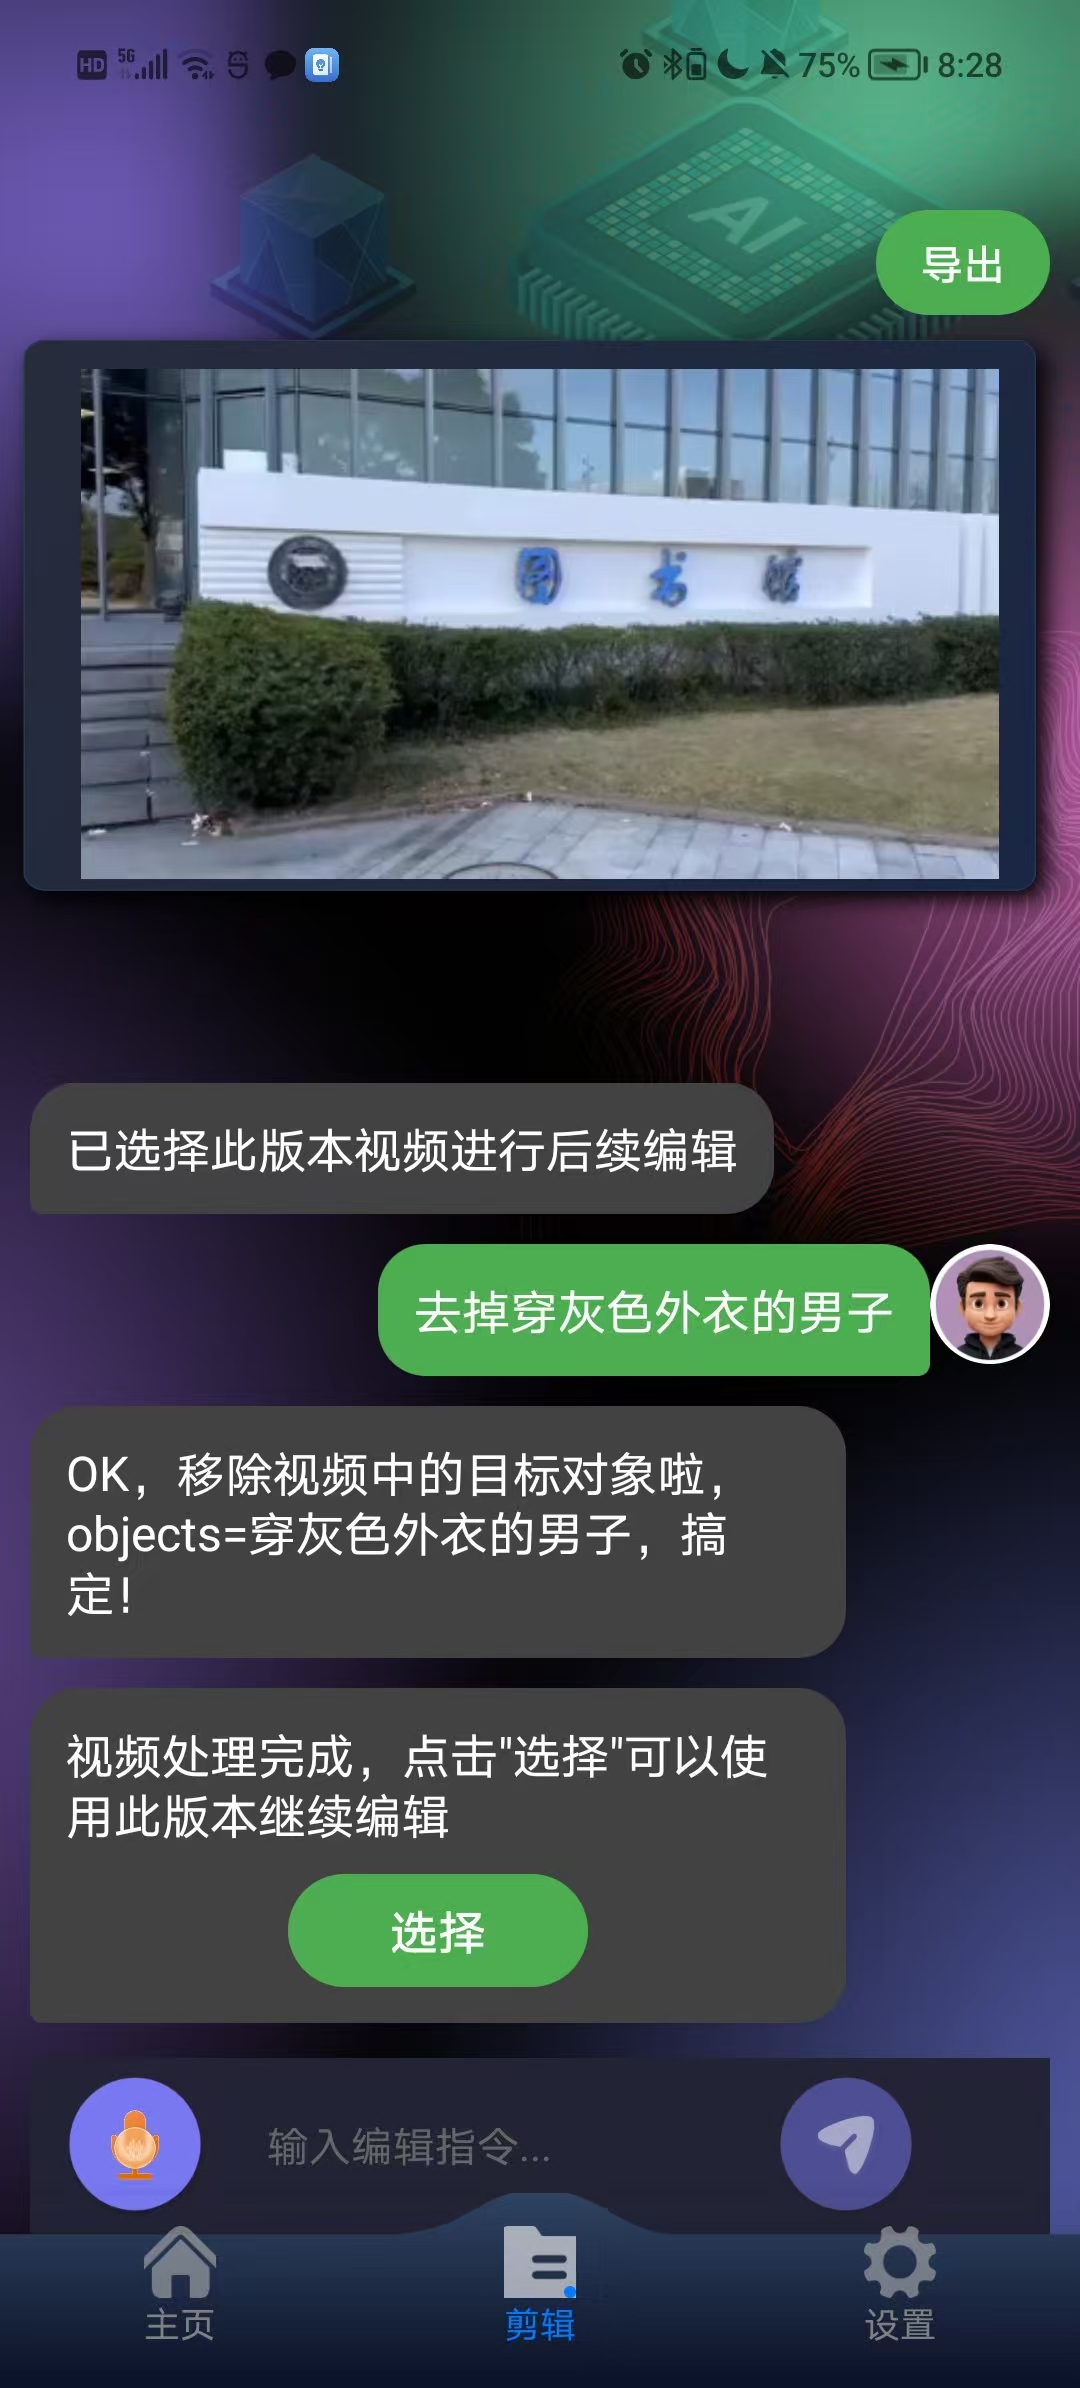 HD 5G 75% 8:28
AI
导出
图书馆
已选择此版本视频进行后续编辑
去掉穿灰色外衣的男子
OK，移除视频中的目标对象啦，
objects=穿灰色外衣的男子，搞
定！
视频处理完成，点击"选择"可以使
用此版本继续编辑
选择
输入编辑指令...
主页 剪辑 设置